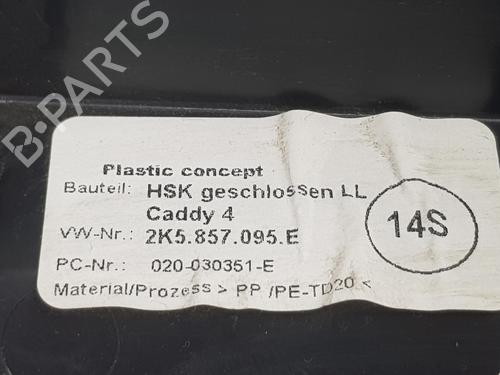 B-PARTS
Plastic concept
Bauteil: HSK geschlossen LL
Caddy 4
VW-Nr.: 2K5.857.095.E
PC-Nr.: 020-030351-E
Material/Prozess > PP /PE-TD20 <
14S